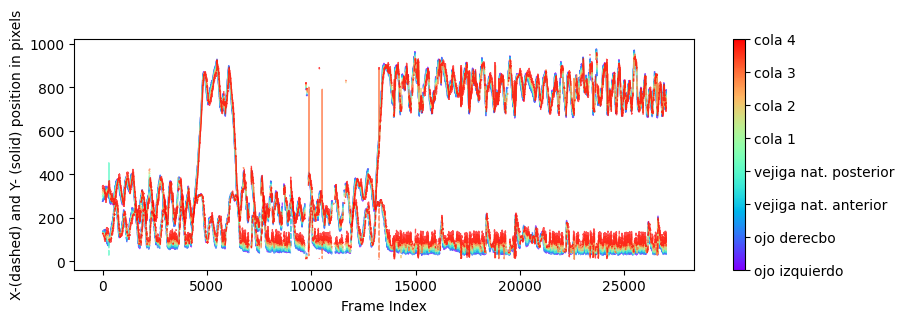 X-(dashed) and Y- (solid) position in pixels
1000
800
600
400
200
0
0 5000 10000 15000 20000 25000
Frame Index
cola 4
cola 3
cola 2
cola 1
vejiga nat. posterior
vejiga nat. anterior
ojo derecbo
ojo izquierdo